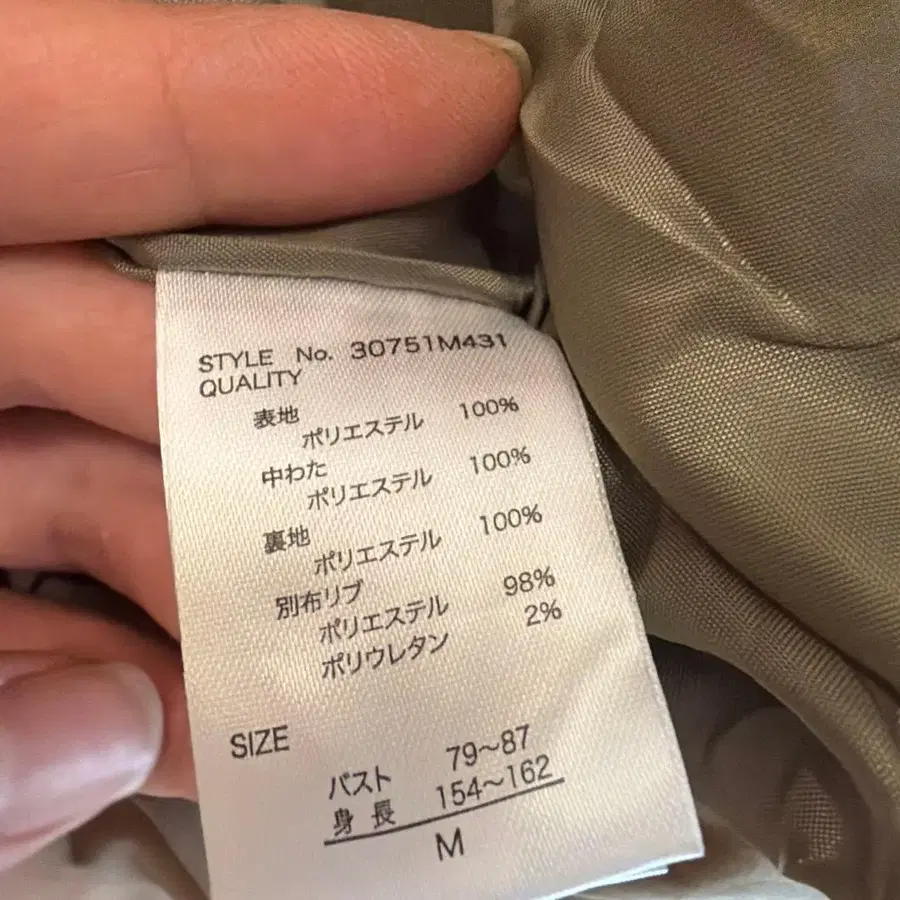 STYLE No. 30751M431
QUALITY
表地
ポリエステル 100%
中わた
ポリエステル 100%
裏地
ポリエステル 100%
別布リブ
ポリエステル 98%
ポリウレタン 2%
SIZE
バスト 79～87
身長 154～162
M